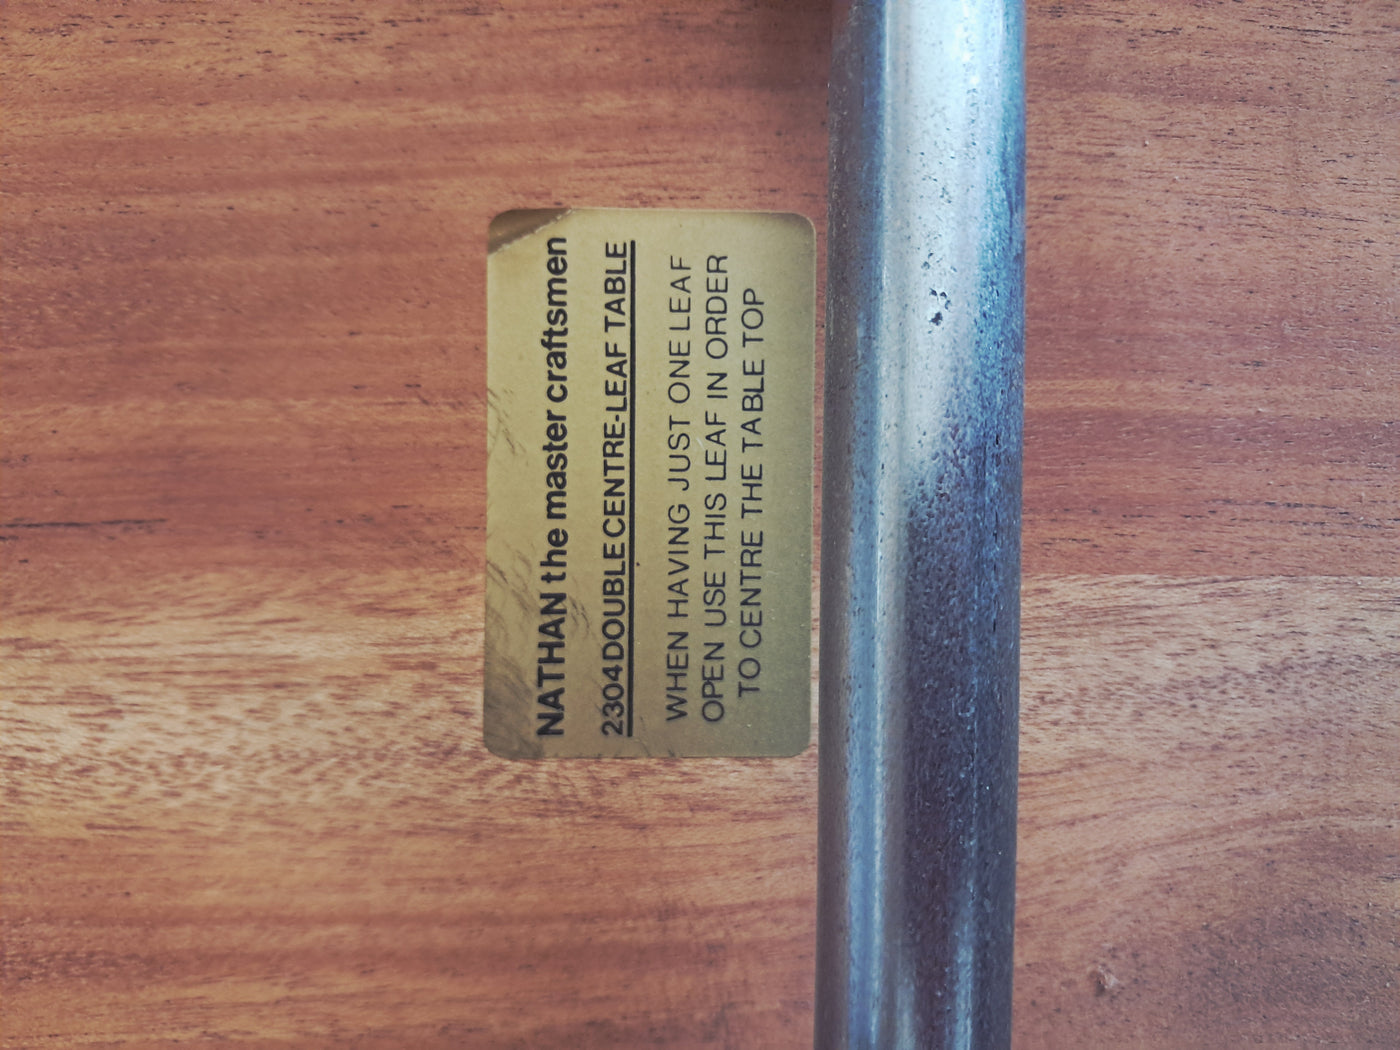 NATHAN the master craftsmen
2304 DOUBLE CENTRE-LEAF TABLE
WHEN HAVING JUST ONE LEAF
OPEN USE THIS LEAF IN ORDER
TO CENTRE THE TABLE TOP